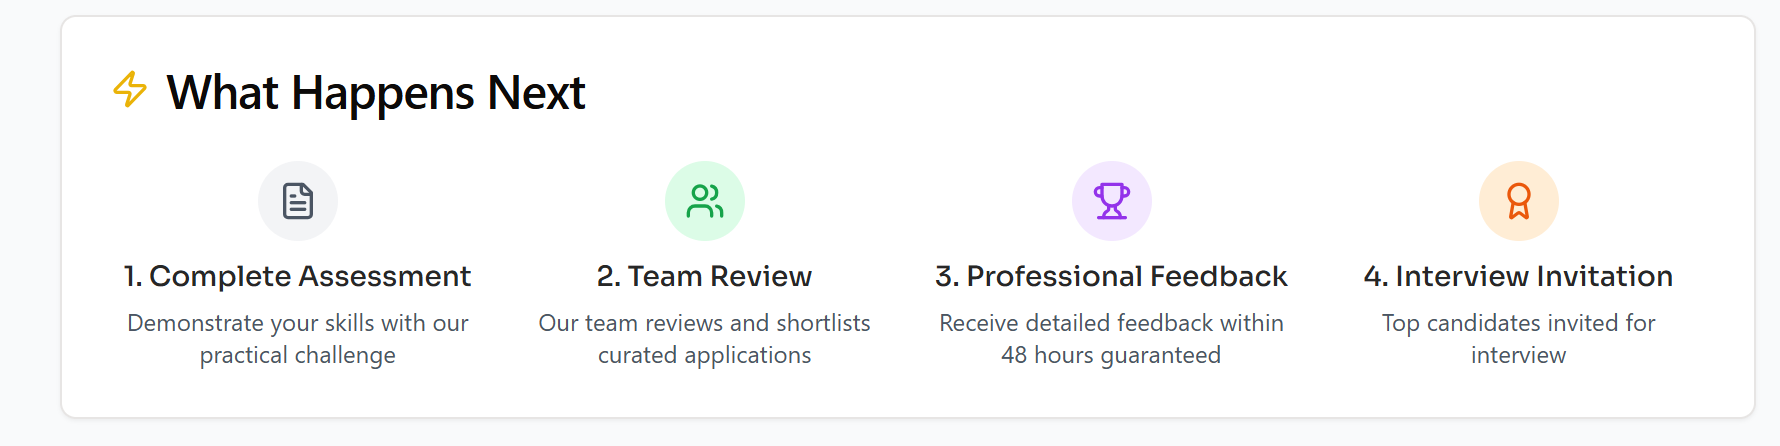 What Happens Next
1. Complete Assessment
Demonstrate your skills with our
practical challenge
2. Team Review
Our team reviews and shortlists
curated applications
3. Professional Feedback
Receive detailed feedback within
48 hours guaranteed
4. Interview Invitation
Top candidates invited for
interview